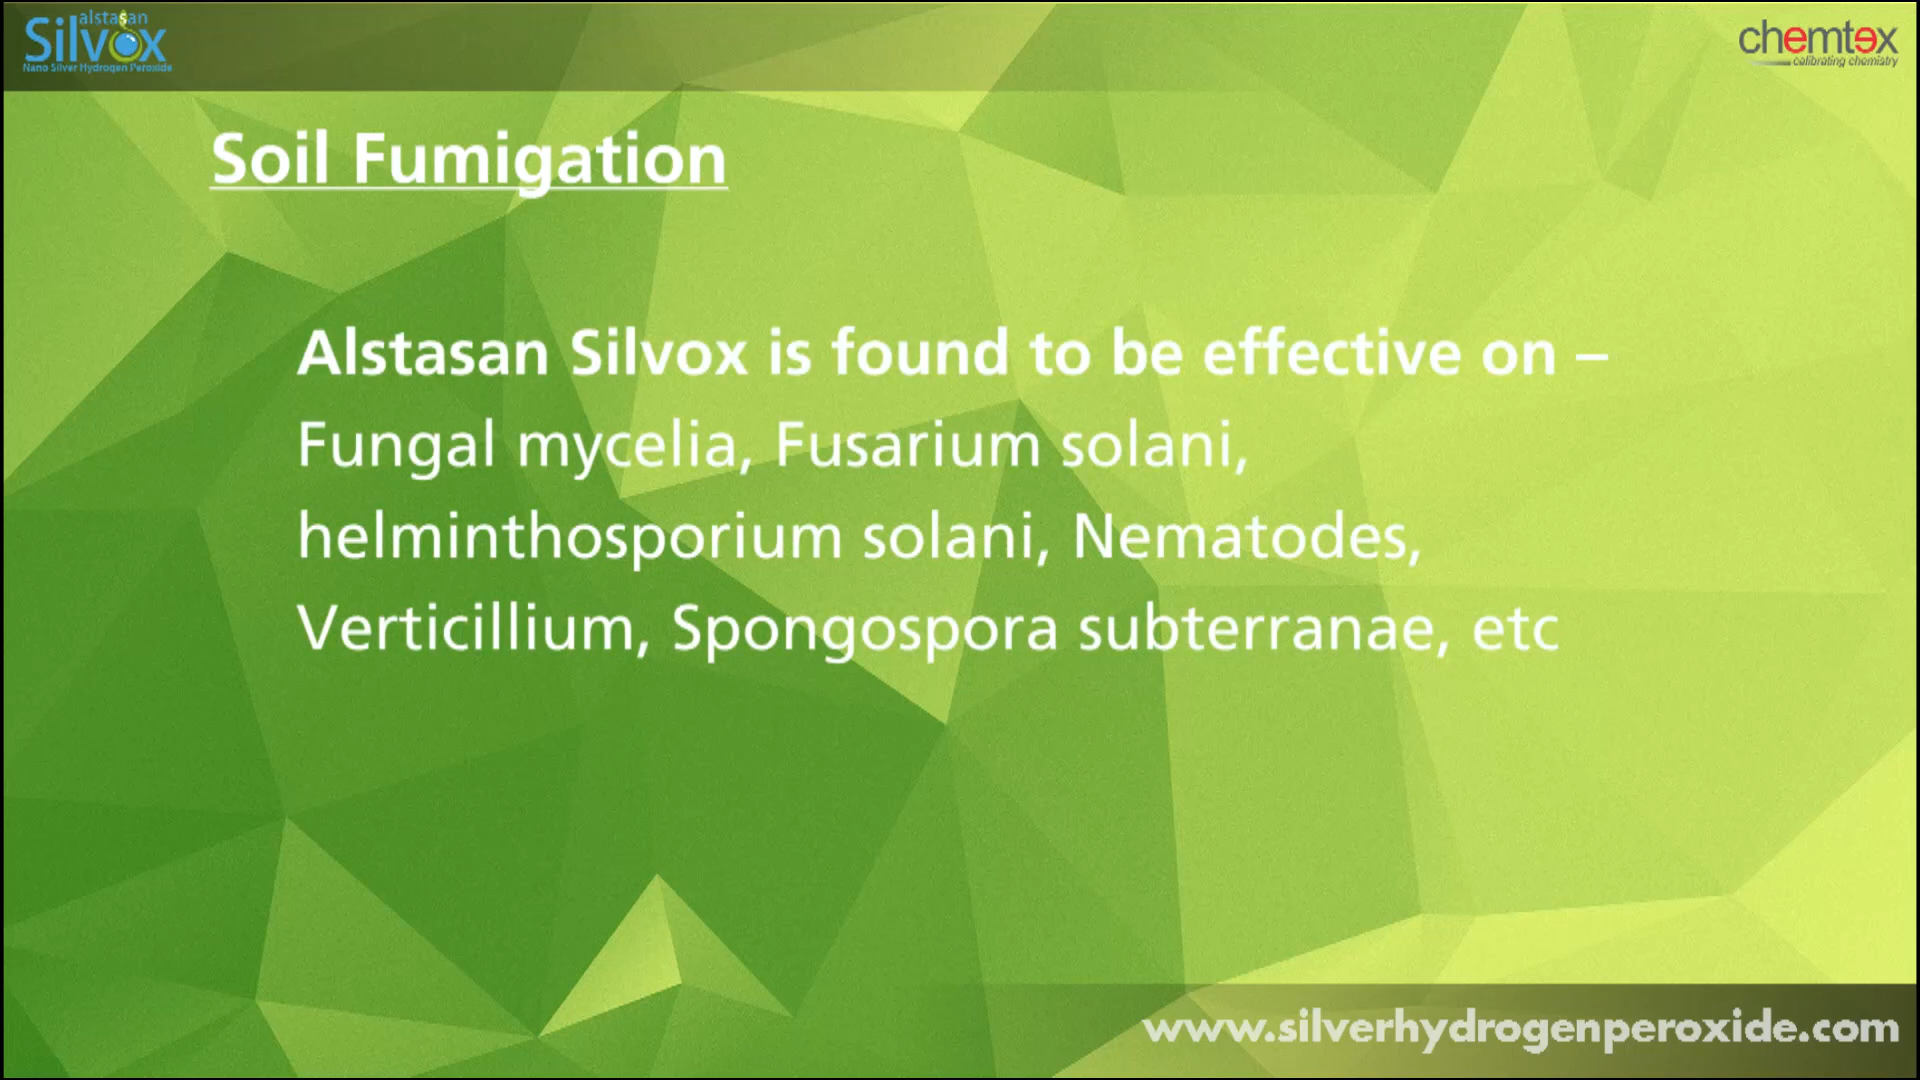 alstasan
Silvox
Nano Silver Hydrogen Peroxide
chemtex
calibrating chemistry
Soil Fumigation
Alstasan Silvox is found to be effective on –
Fungal mycelia, Fusarium solani,
helminthosporium solani, Nematodes,
Verticillium, Spongospora subterranae, etc
www.silverhydrogenperoxide.com